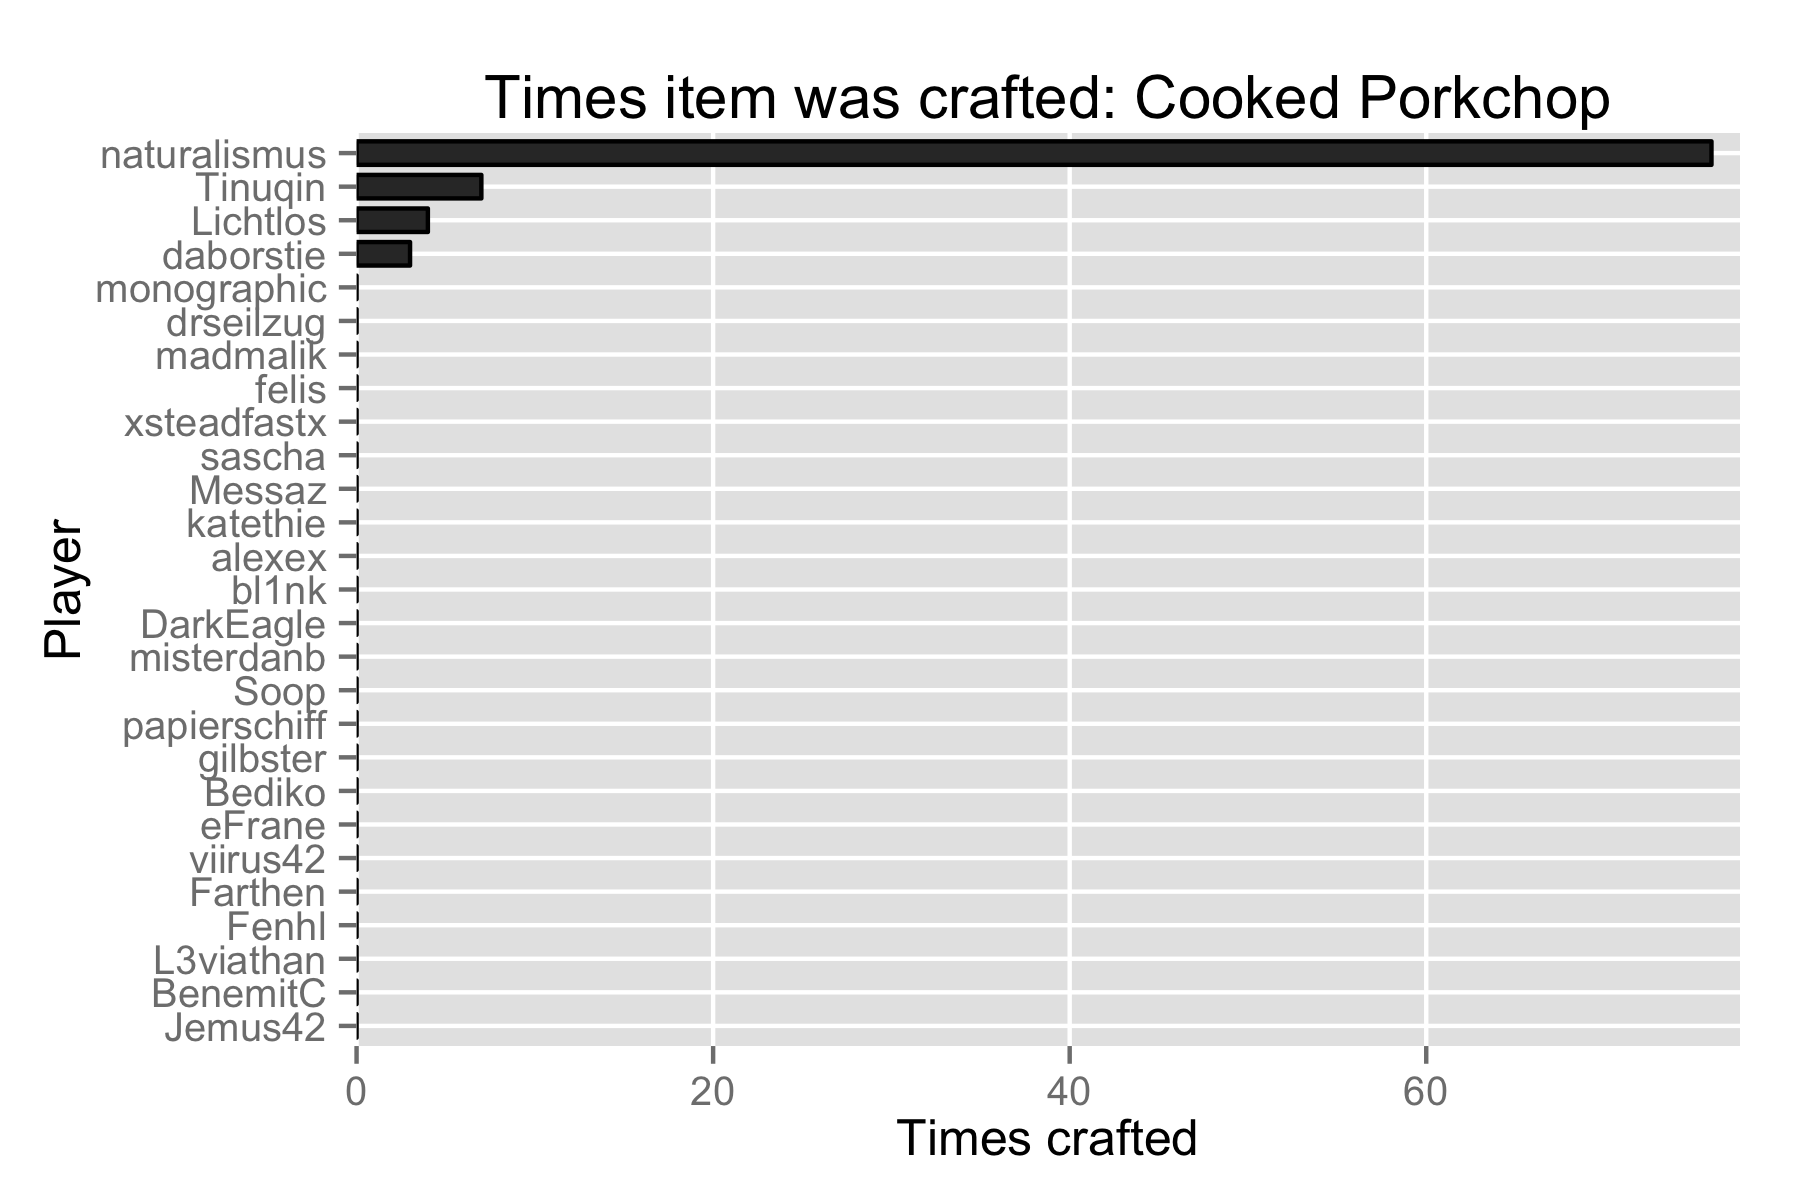 Times item was crafted: Cooked Porkchop
naturalismus
Tinuqin
Lichtlos
daborstie
monographic
drseilzug
madmalik
felis
xsteadfastx
sascha
Messaz
katethie
alexex
bl1nk
DarkEagle
misterdanb
Soop
papierschiff
gilbster
Bediko
eFrane
viirus42
Farthen
Fenhl
L3viathan
BenemitC
Jemus42
Player
0 20 40 60
Times crafted